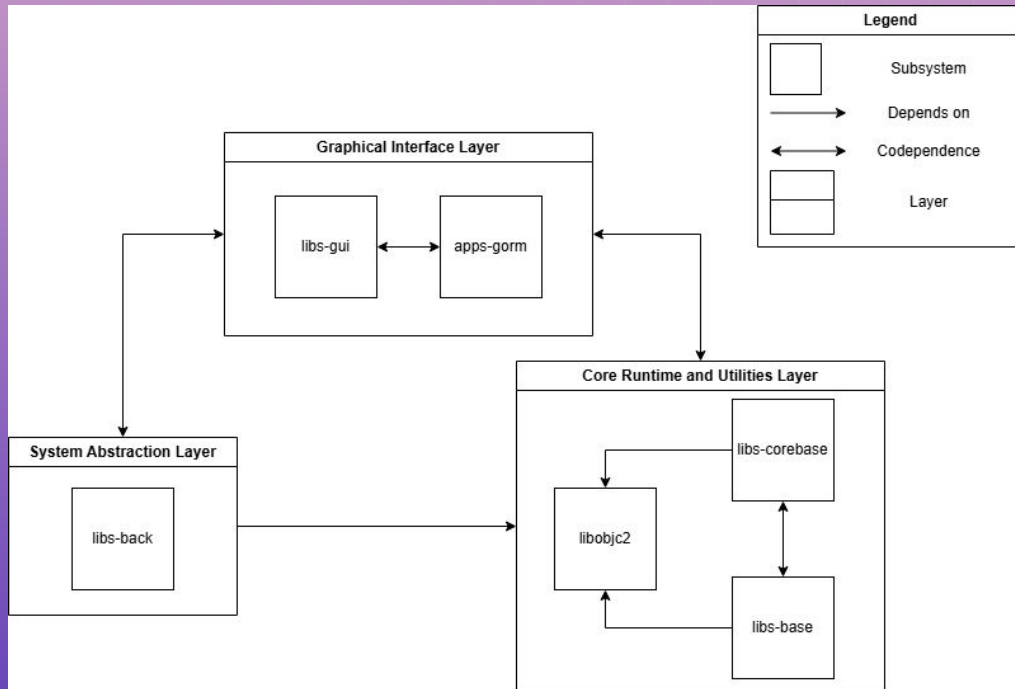 Legend
Subsystem
Depends on
Codependence
Layer
Graphical Interface Layer
libs-gui
apps-gorm
Core Runtime and Utilities Layer
libs-corebase
libobjc2
libs-base
System Abstraction Layer
libs-back